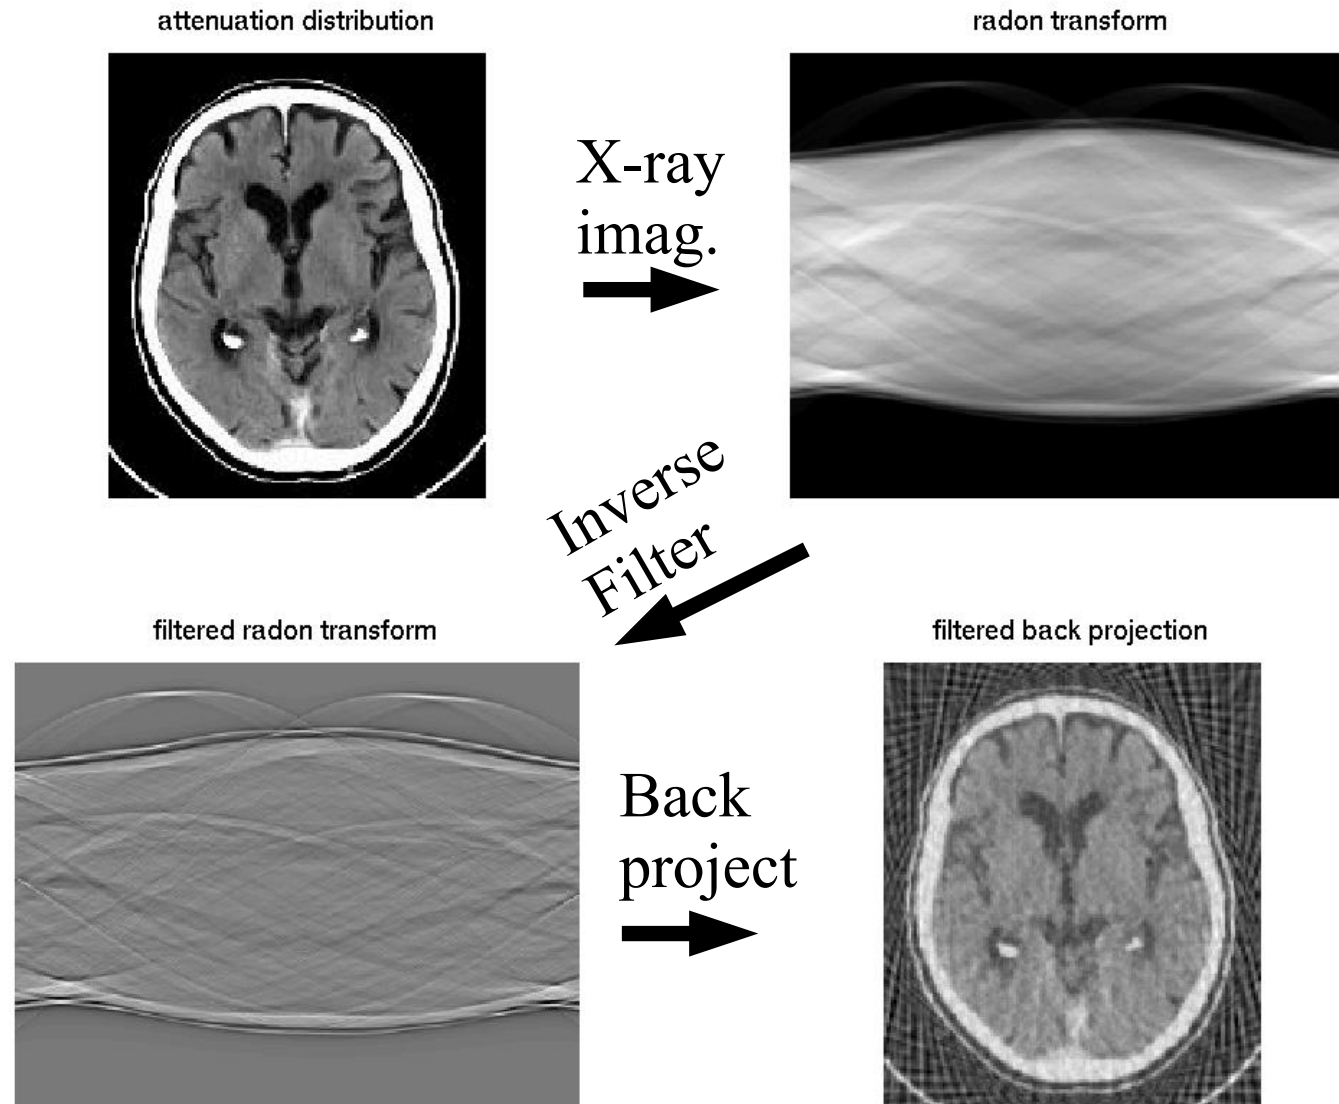 attenuation distribution
radon transform
X-ray
imag.
Inverse
Filter
filtered radon transform
filtered back projection
Back
project